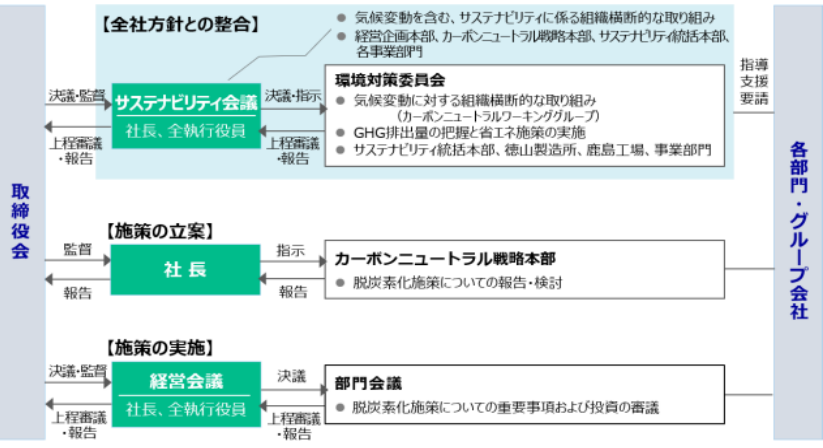 【全社方針との整合】
● 気候変動を含む、サステナビリティに係る組織横断的な取り組み
● 経営企画本部、カーボンニュートラル戦略本部、サステナビリティ統括本部、
各事業部門
取締役会
決議・監督
上程審議
・報告
サステナビリティ会議
社長、全執行役員
決議・指示
上程審議
・報告
環境対策委員会
● 気候変動に対する組織横断的な取り組み
（カーボンニュートラルワーキンググループ）
● GHG排出量の把握と省エネ施策の実施
● サステナビリティ統括本部、徳山製造所、鹿島工場、事業部門
指導
支援
要請
各部門・グループ会社
【施策の立案】
監督
報告
社長
指示
報告
カーボンニュートラル戦略本部
● 脱炭素化施策についての報告・検討
【施策の実施】
決議・監督
上程審議
・報告
経営会議
社長、全執行役員
決議
上程審議
・報告
部門会議
● 脱炭素化施策についての重要事項および投資の審議